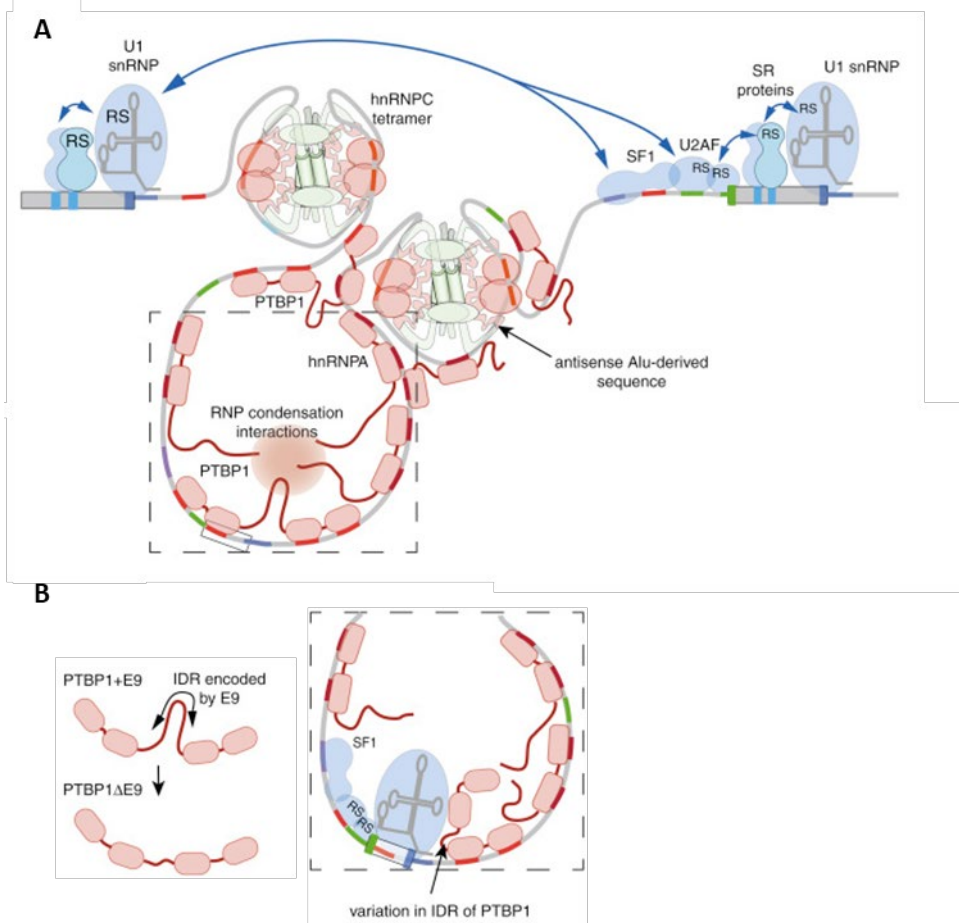 A
U1
snRNP
RS
RS
hnRNPC
tetramer
SR
proteins
U1 snRNP
RS
RS
SF1
U2AF
RS
RS
PTBP1
hnRNPA
antisense Alu-derived
sequence
RNP condensation
interactions
PTBP1
B
PTBP1+E9
IDR encoded
by E9
PTBP1ΔE9
SF1
RS
RS
variation in IDR of PTBP1